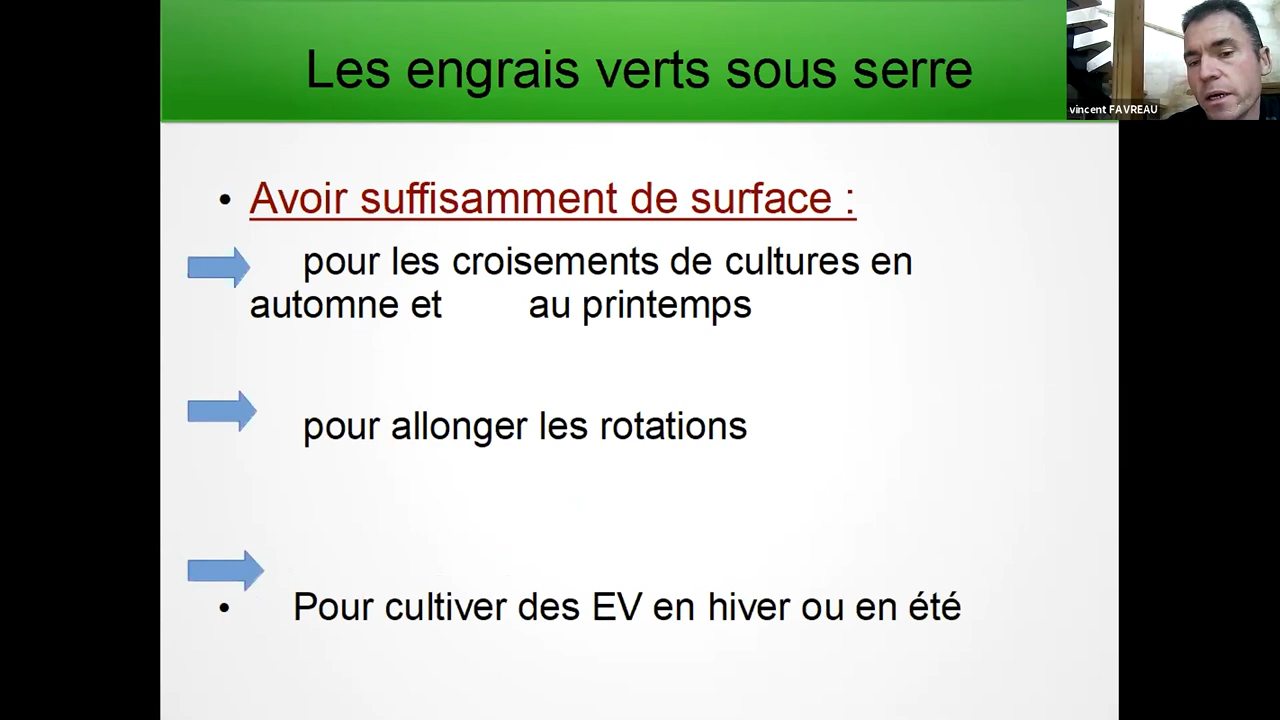 Les engrais verts sous serre
vincent FAVREAU
• Avoir suffisamment de surface :
pour les croisements de cultures en
automne et au printemps
pour allonger les rotations
• Pour cultiver des EV en hiver ou en été